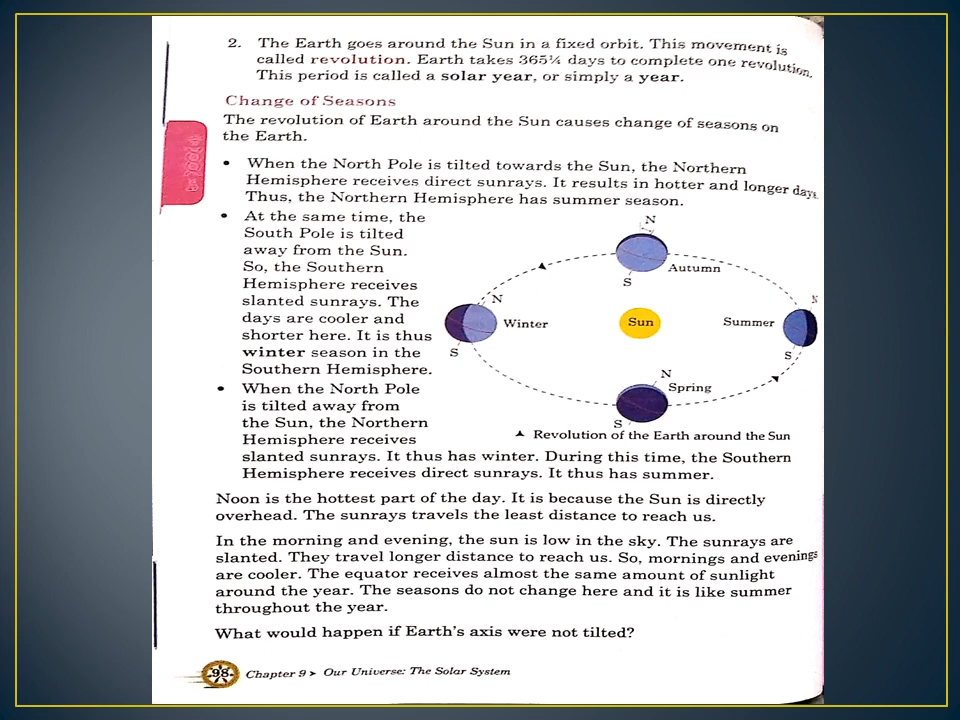 2. The Earth goes around the Sun in a fixed orbit. This movement is
called revolution. Earth takes 365¼ days to complete one revolution.
This period is called a solar year, or simply a year.
Change of Seasons
The revolution of Earth around the Sun causes change of seasons on
the Earth.
• When the North Pole is tilted towards the Sun, the Northern
Hemisphere receives direct sunrays. It results in hotter and longer days.
Thus, the Northern Hemisphere has summer season.
• At the same time, the
South Pole is tilted
away from the Sun.
So, the Southern
Hemisphere receives
slanted sunrays. The
days are cooler and
shorter here. It is thus
winter season in the
Southern Hemisphere.
• When the North Pole
is tilted away from
the Sun, the Northern
Hemisphere receives
slanted sunrays. It thus has winter. During this time, the Southern
Hemisphere receives direct sunrays. It thus has summer.
N
Autumn
S
N
Winter
S
Sun
N
Summer
S
N
Spring
S
Revolution of the Earth around the Sun
Noon is the hottest part of the day. It is because the Sun is directly
overhead. The sunrays travels the least distance to reach us.
In the morning and evening, the sun is low in the sky. The sunrays are
slanted. They travel longer distance to reach us. So, mornings and evenings
are cooler. The equator receives almost the same amount of sunlight
around the year. The seasons do not change here and it is like summer
throughout the year.
What would happen if Earth's axis were not tilted?
98 Chapter 9 > Our Universe: The Solar System